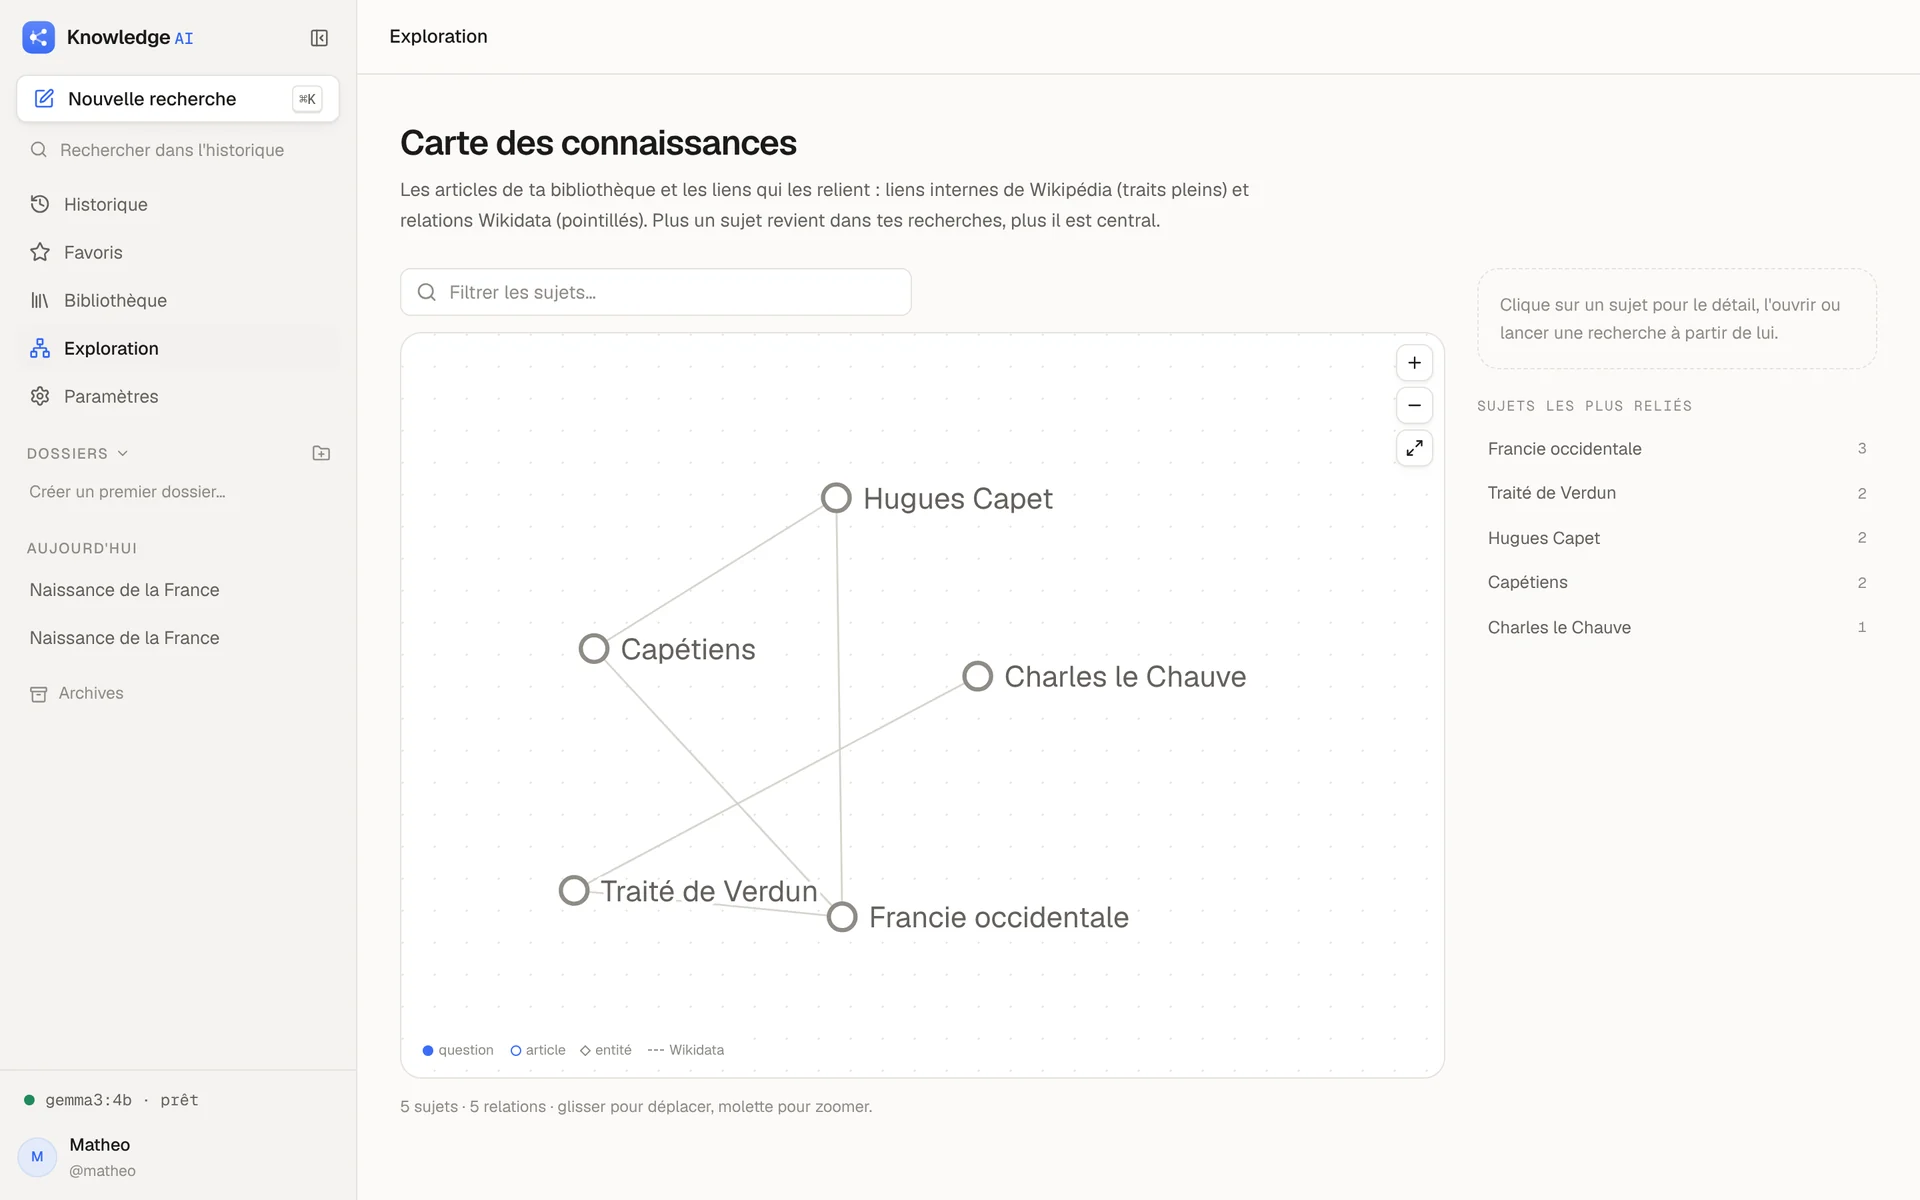 Knowledge AI
Nouvelle recherche
⌘K
Rechercher dans l'historique
Historique
Favoris
Bibliothèque
Exploration
Paramètres
DOSSIERS
Créer un premier dossier…
AUJOURD'HUI
Naissance de la France
Naissance de la France
Archives
gemma3:4b · prêt
M
Matheo
@matheo
Exploration
Carte des connaissances
Les articles de ta bibliothèque et les liens qui les relient : liens internes de Wikipédia (traits pleins) et
relations Wikidata (pointillés). Plus un sujet revient dans tes recherches, plus il est central.
Filtrer les sujets…
Hugues Capet
Capétiens
Charles le Chauve
Traité de Verdun
Francie occidentale
question
article
entité
Wikidata
5 sujets · 5 relations · glisser pour déplacer, molette pour zoomer.
Clique sur un sujet pour le détail, l'ouvrir ou
lancer une recherche à partir de lui.
SUJETS LES PLUS RELIÉS
Francie occidentale 3
Traité de Verdun 2
Hugues Capet 2
Capétiens 2
Charles le Chauve 1